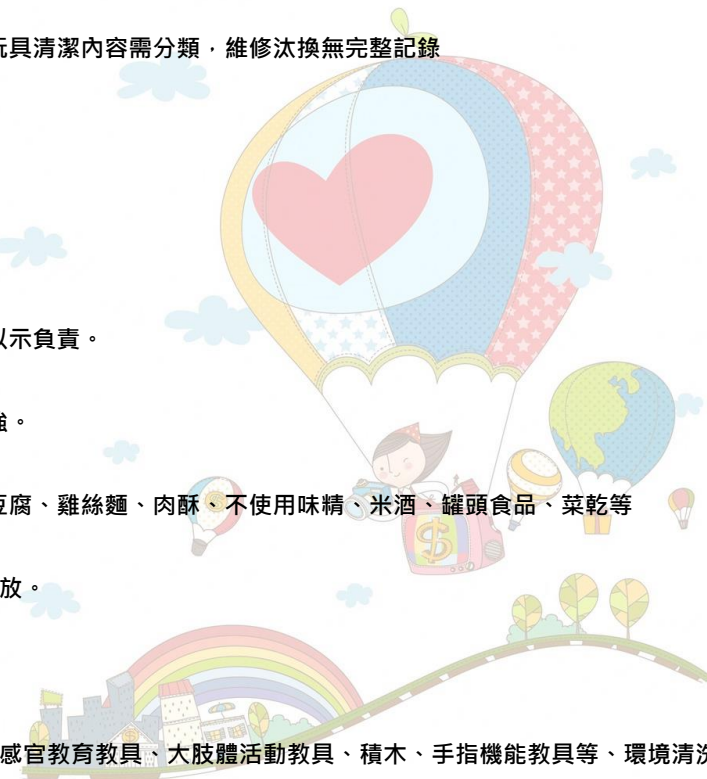 玩具清潔內容需分類，維修汰換無完整記錄
以示負責。
強。
豆腐、雞絲麵、肉酥、不使用味精、米酒、罐頭食品、菜乾等
放。
感官教育教具、大肢體活動教具、積木、手指機能教具等、環境清洗